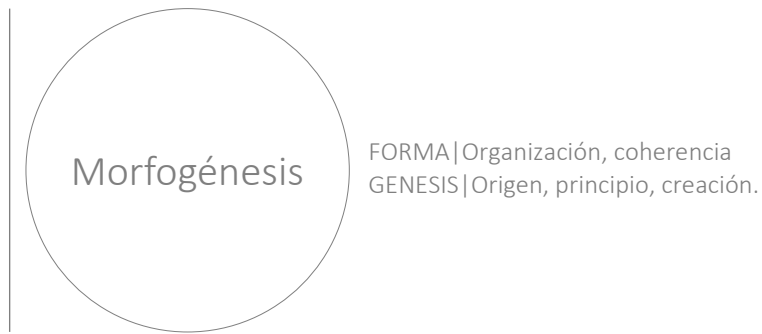 Morfogénesis
FORMA|Organización, coherencia
GENESIS|Origen, principio, creación.